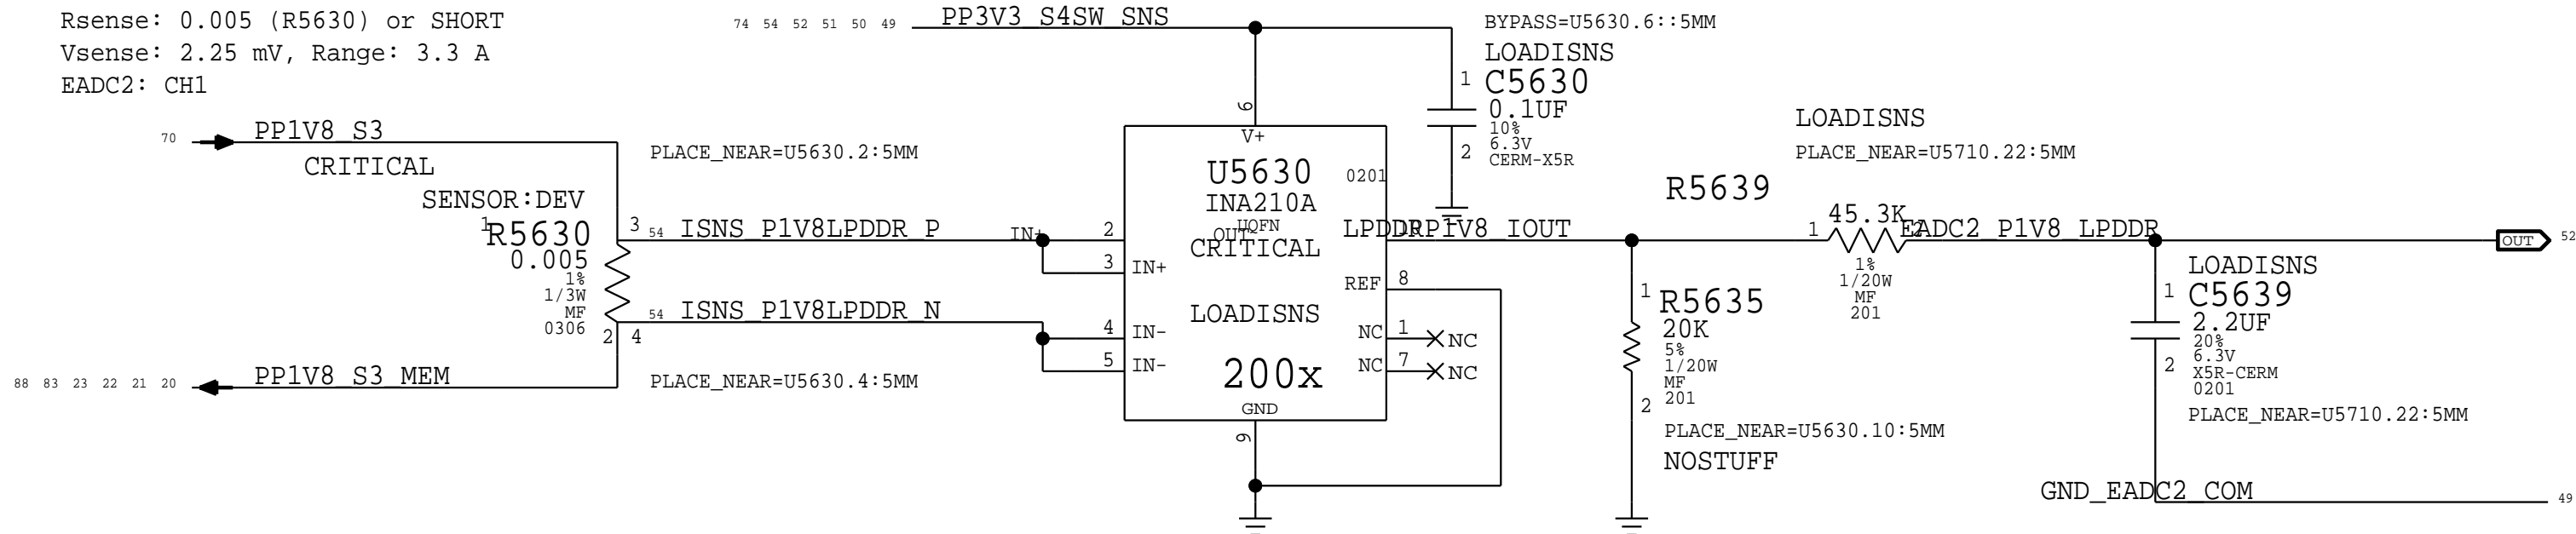 Rsense: 0.005 (R5630) or SHORT
Vsense: 2.25 mV, Range: 3.3 A
EADC2: CH1
74 54 52 51 50 49
PP3V3_S4SW_SNS
BYPASS=U5630.6::5MM
LOADISNS
1
C5630
0.1UF
10%
6.3V
2
CERM-X5R
0201
70
PP1V8_S3
CRITICAL
PLACE_NEAR=U5630.2:5MM
SENSOR:DEV
1
R5630
0.005
1%
1/3W
MF
0306
3
2
4
54
ISNS_P1V8LPDDR_P
54
ISNS_P1V8LPDDR_N
88 83 23 22 21 20
PP1V8_S3_MEM
PLACE_NEAR=U5630.4:5MM
6
V+
U5630
INA210A
UQFN
OUT
CRITICAL
LOADISNS
200x
GND
9
IN+
2
3
IN+
4
IN-
5
IN-
REF
8
NC
1
NC
NC
7
NC
LPDDRP1V8_IOUT
LOADISNS
PLACE_NEAR=U5710.22:5MM
R5639
45.3K
1
2
1%
1/20W
MF
201
EADC2_P1V8_LPDDR
OUT
52
1
R5635
20K
5%
1/20W
MF
201
2
PLACE_NEAR=U5630.10:5MM
NOSTUFF
LOADISNS
1
C5639
2.2UF
20%
6.3V
2
X5R-CERM
0201
PLACE_NEAR=U5710.22:5MM
GND_EADC2_COM
49